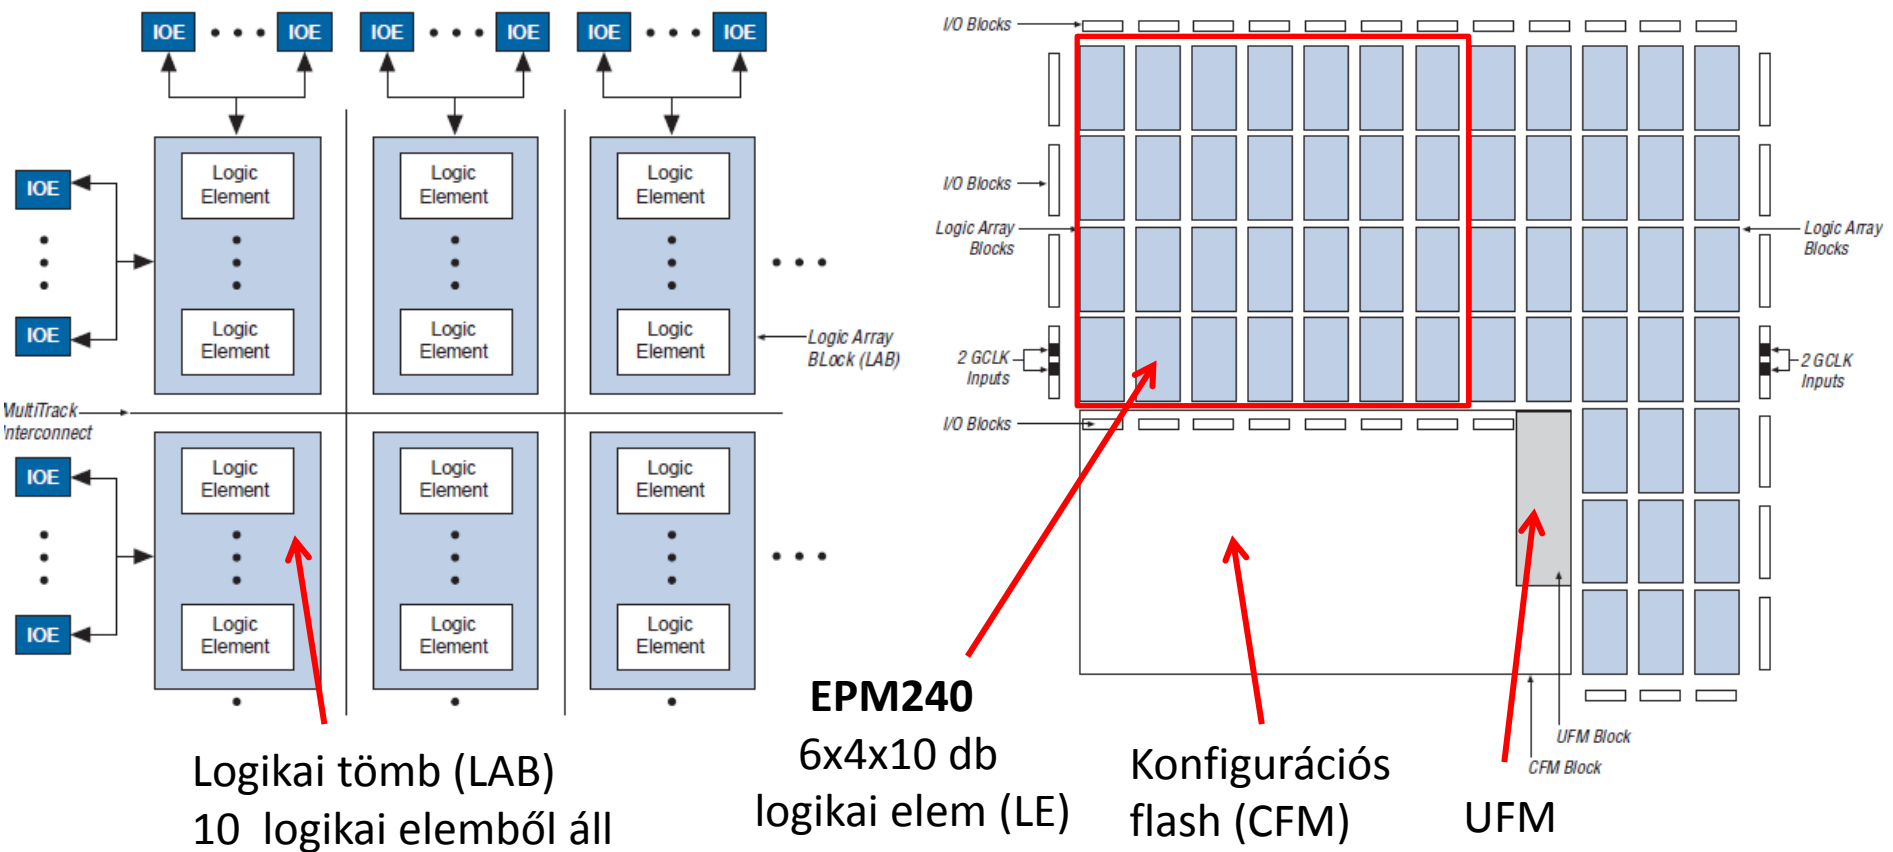 IOE
IOE
IOE
IOE
IOE
IOE
IOE
IOE
IOE
IOE
Logic
Element
Logic
Element
Logic
Element
Logic
Element
Logic
Element
Logic
Element
Logic Array
BLock (LAB)
MultiTrack
Interconnect
Logic
Element
Logic
Element
Logic
Element
Logic
Element
Logic
Element
Logic
Element
Logikai tömb (LAB)
10 logikai elemből áll
I/O Blocks
I/O Blocks
Logic Array
Blocks
Logic Array
Blocks
2 GCLK
Inputs
2 GCLK
Inputs
I/O Blocks
UFM Block
CFM Block
EPM240
6x4x10 db
logikai elem (LE)
Konfigurációs
flash (CFM)
UFM